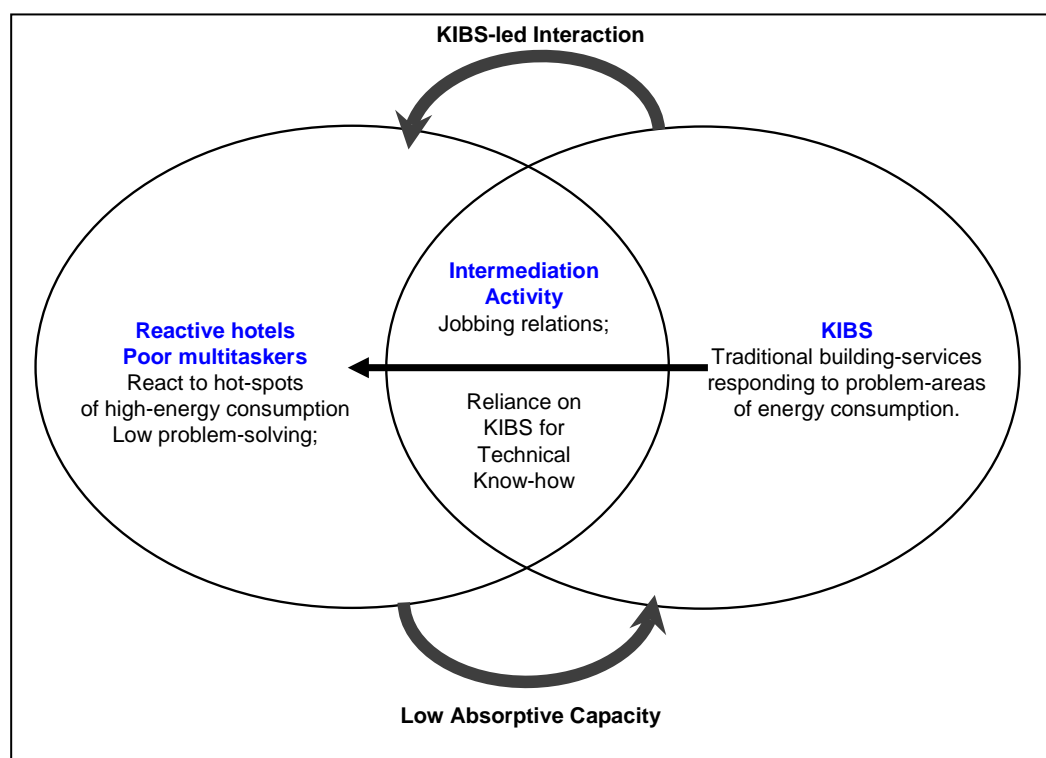 KIBS-led Interaction
Intermediation
Activity
Jobbing relations;
Reactive hotels
Poor multitaskers
React to hot-spots
of high-energy consumption
Low problem-solving;
KIBS
Traditional building-services
responding to problem-areas
of energy consumption.
Reliance on
KIBS for
Technical
Know-how
Low Absorptive Capacity